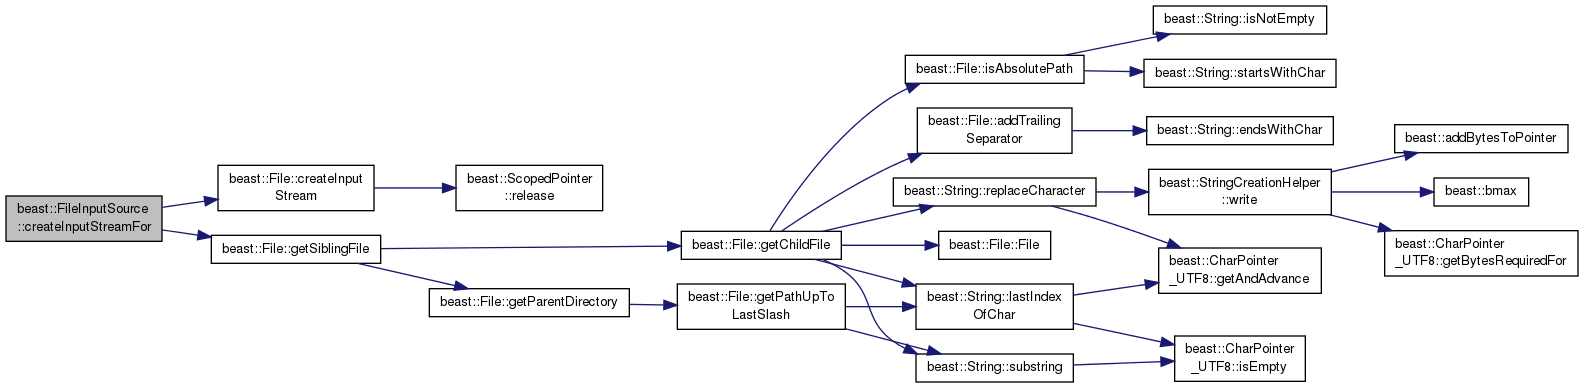 beast::FileInputSource
::createInputStreamFor
beast::File::createInput
Stream
beast::ScopedPointer
::release
beast::File::getSiblingFile
beast::File::getParentDirectory
beast::File::getChildFile
beast::File::getPathUpTo
LastSlash
beast::File::isAbsolutePath
beast::File::addTrailing
Separator
beast::String::replaceCharacter
beast::File::File
beast::String::lastIndex
OfChar
beast::String::substring
beast::String::isNotEmpty
beast::String::startsWithChar
beast::String::endsWithChar
beast::StringCreationHelper
::write
beast::CharPointer
_UTF8::getAndAdvance
beast::CharPointer
_UTF8::isEmpty
beast::addBytesToPointer
beast::bmax
beast::CharPointer
_UTF8::getBytesRequiredFor